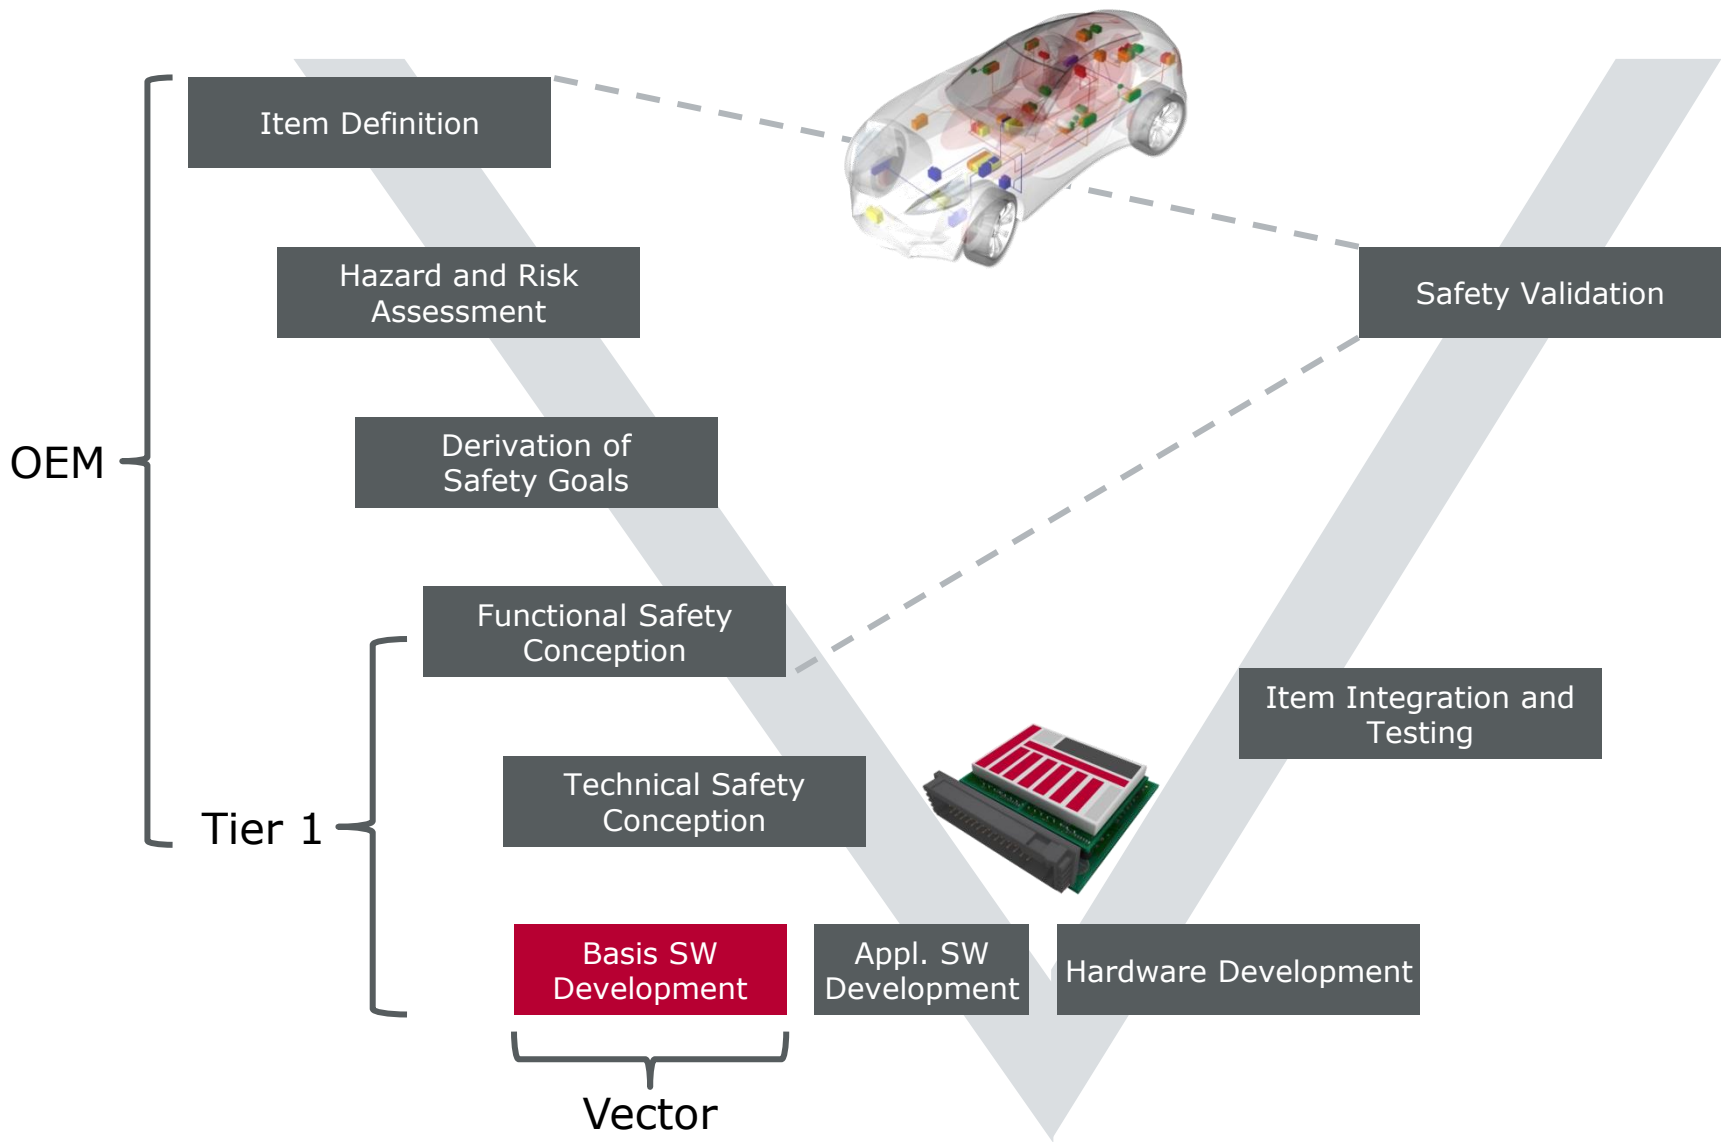 Item Definition
Hazard and Risk
Assessment
Safety Validation
Derivation of
Safety Goals
OEM
Functional Safety
Conception
Item Integration and
Testing
Technical Safety
Conception
Tier 1
Basis SW
Development
Appl. SW
Development
Hardware Development
Vector